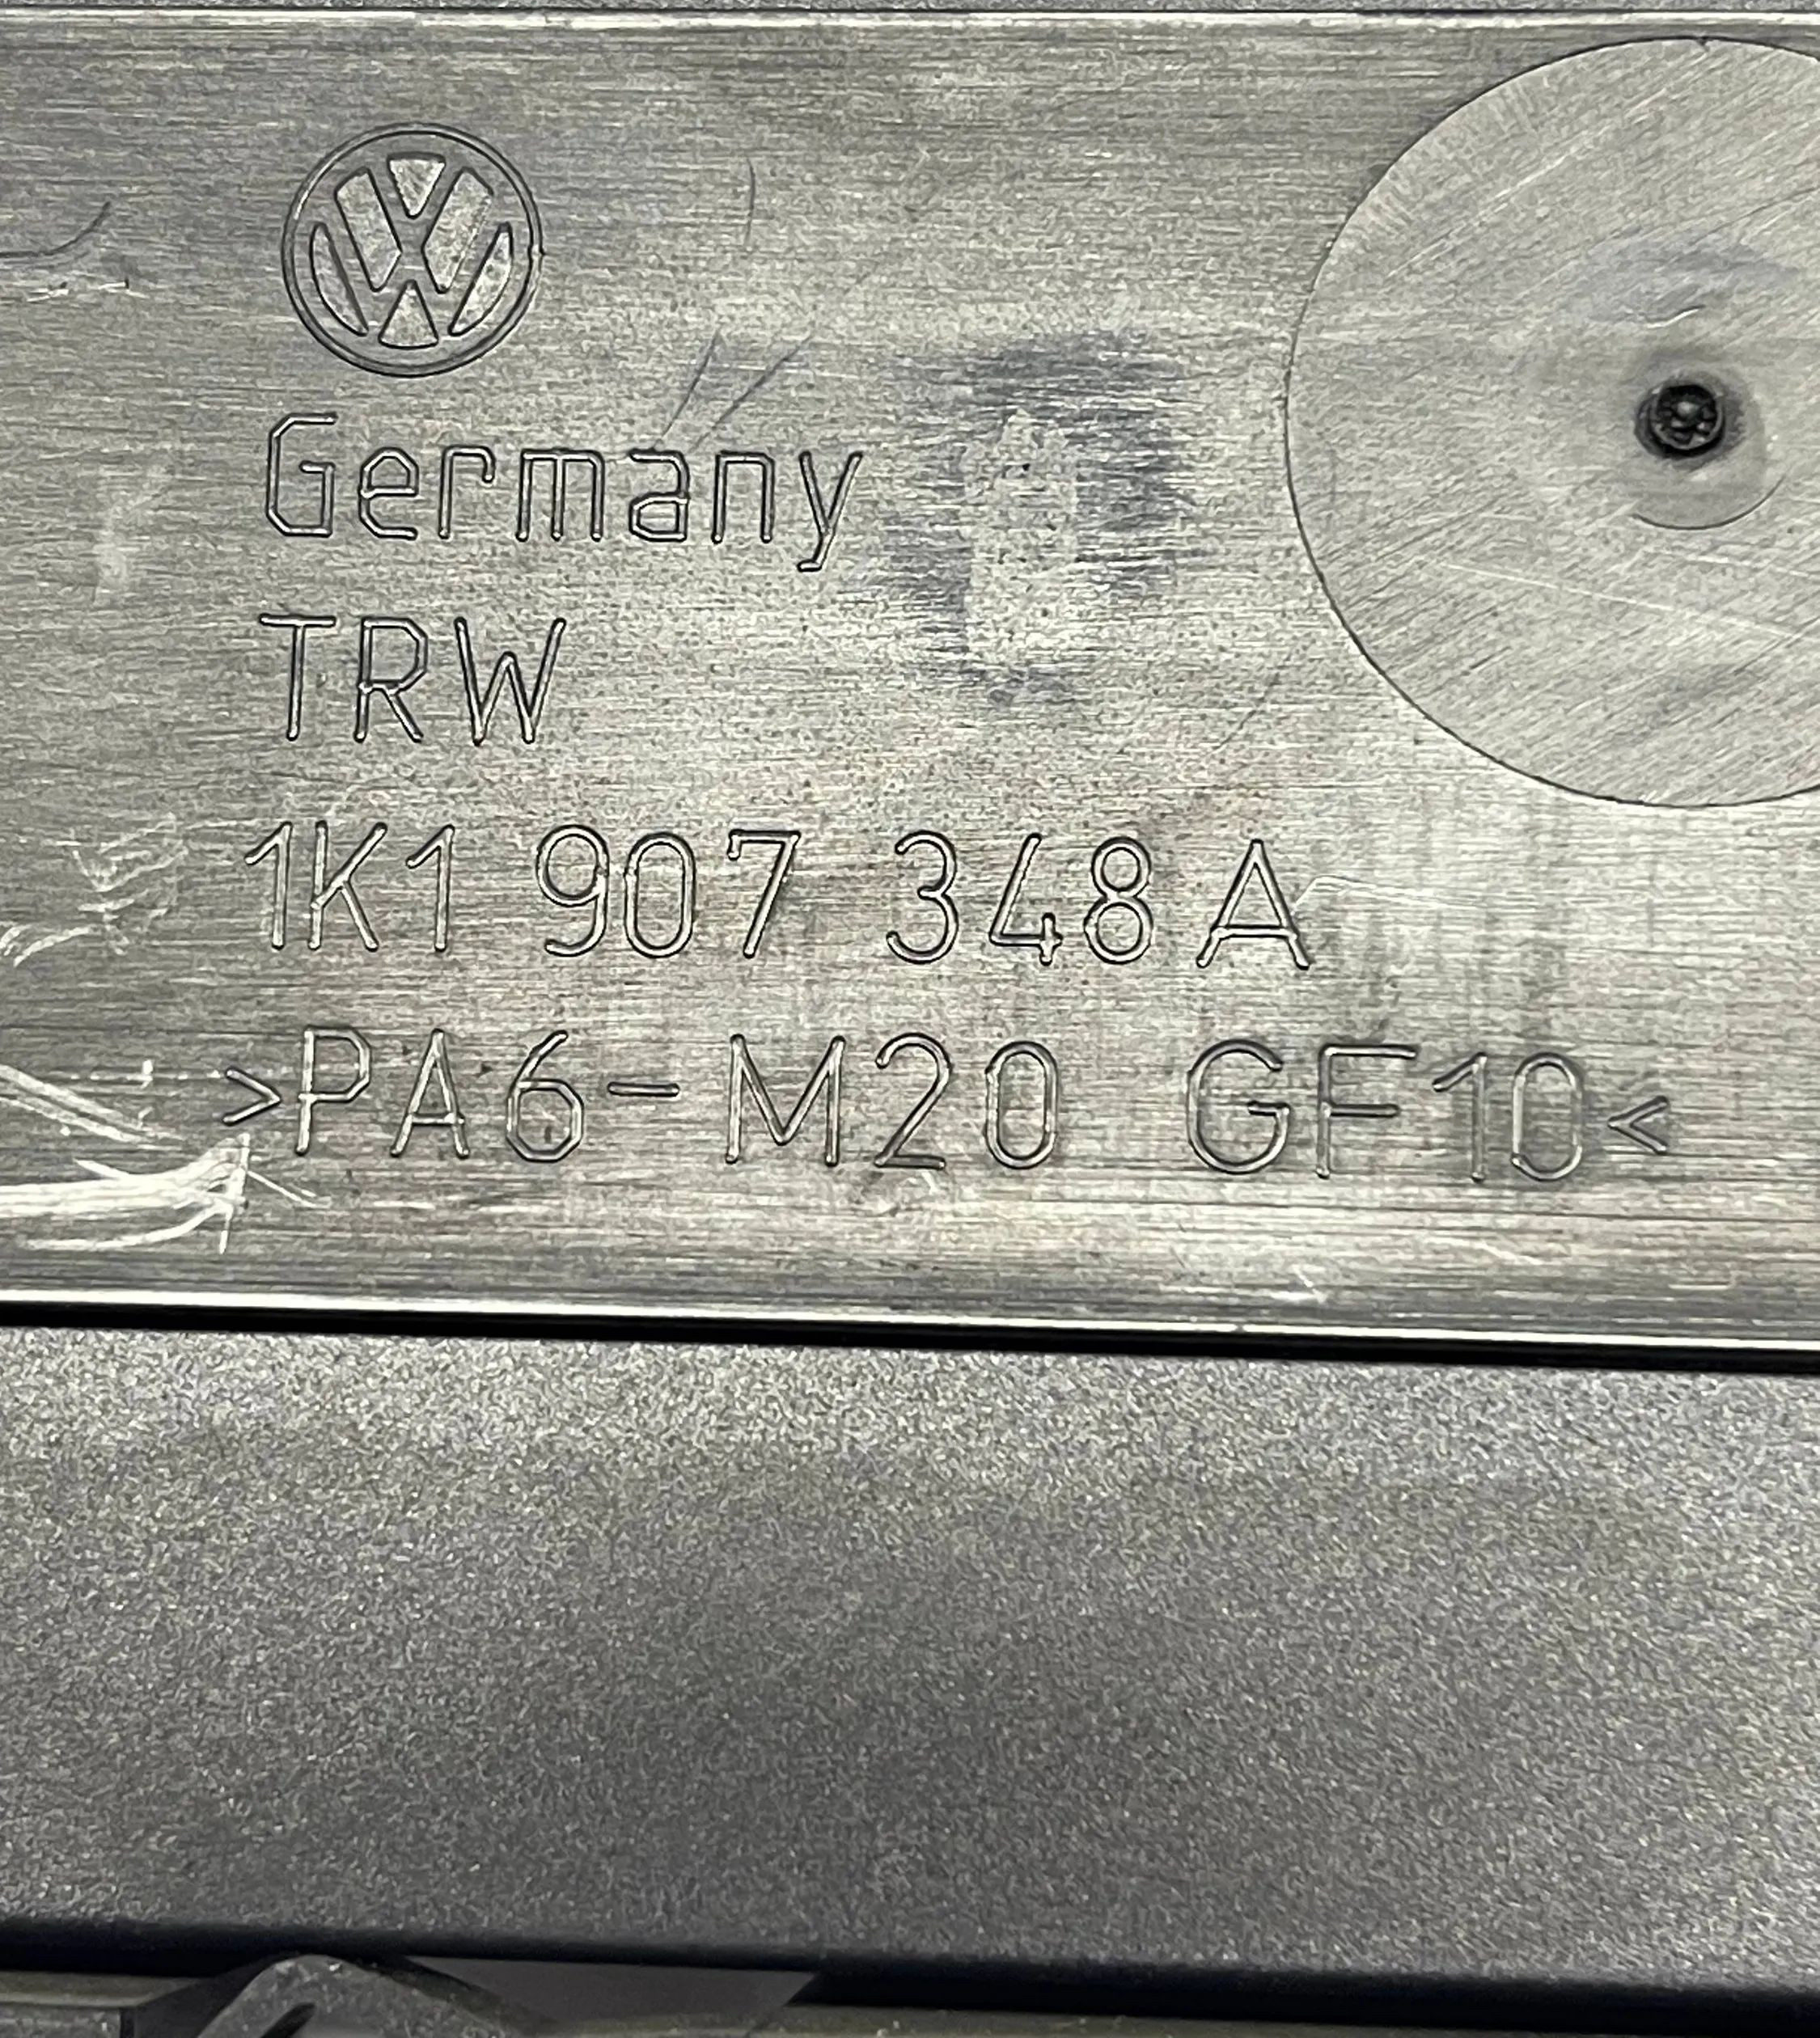 Germany
TRW
1K1 907 348 A
>PA6-M20 GF10<